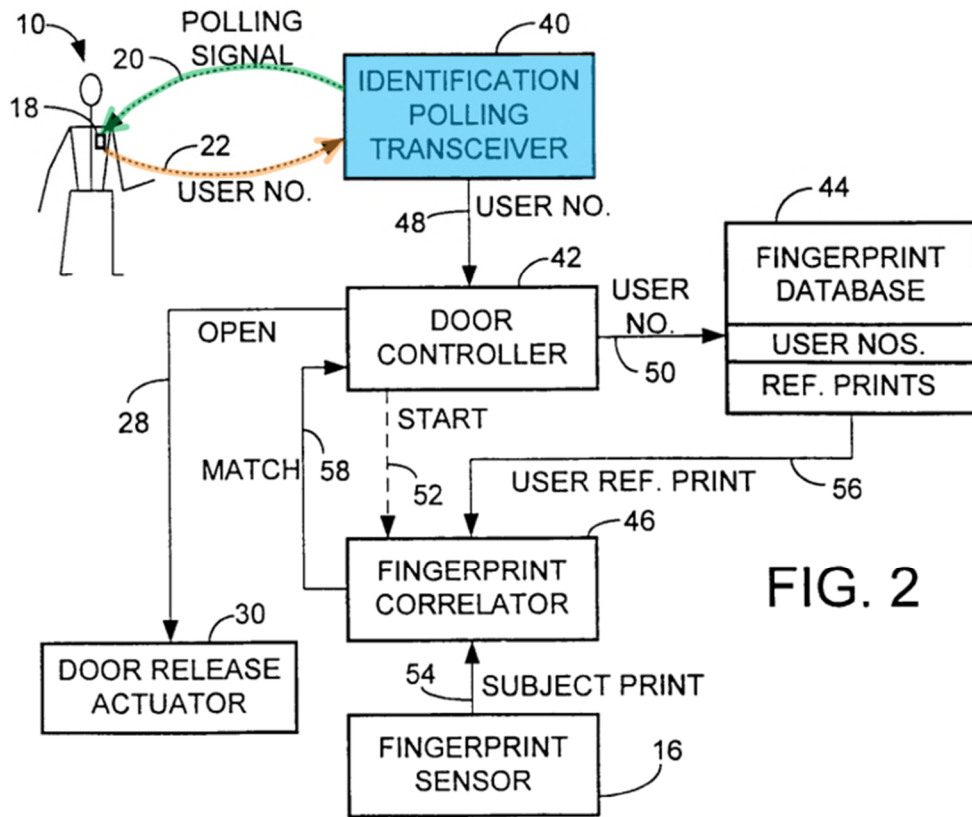 10
POLLING
SIGNAL
20
18
22
USER NO.
40
IDENTIFICATION
POLLING
TRANSCEIVER
48
USER NO.
42
DOOR
CONTROLLER
USER
NO.
50
44
FINGERPRINT
DATABASE
USER NOS.
REF. PRINTS
OPEN
28
MATCH
58
START
52
USER REF. PRINT
56
46
FINGERPRINT
CORRELATOR
FIG. 2
30
DOOR RELEASE
ACTUATOR
54
SUBJECT PRINT
FINGERPRINT
SENSOR
16